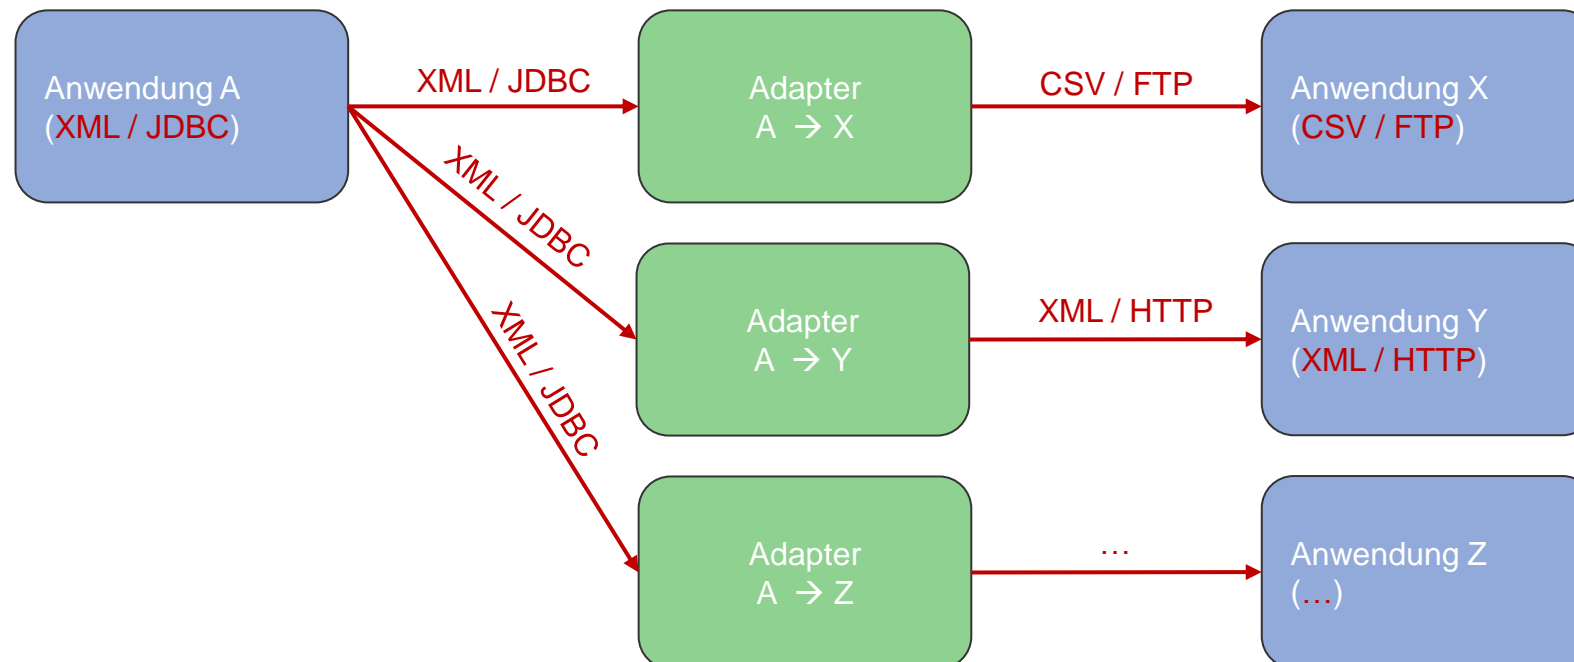 Anwendung A
(XML / JDBC)
XML / JDBC
Adapter
A → X
CSV / FTP
Anwendung X
(CSV / FTP)
XML / JDBC
Adapter
A → Y
XML / HTTP
Anwendung Y
(XML / HTTP)
XML / JDBC
Adapter
A → Z
...
Anwendung Z
(...)